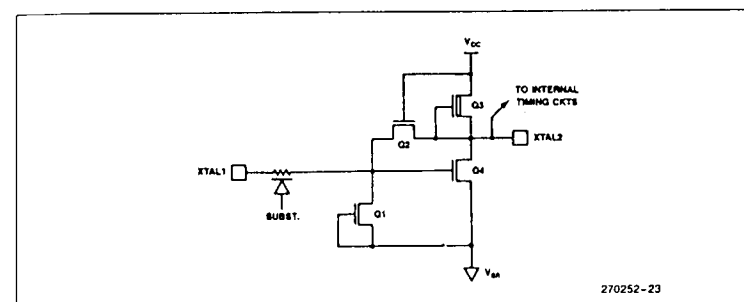 VCC
TO INTERNAL
TIMING CKTS
Q3
Q2
XTAL2
XTAL1
Q4
SUBST.
Q1
VSS
270252-23